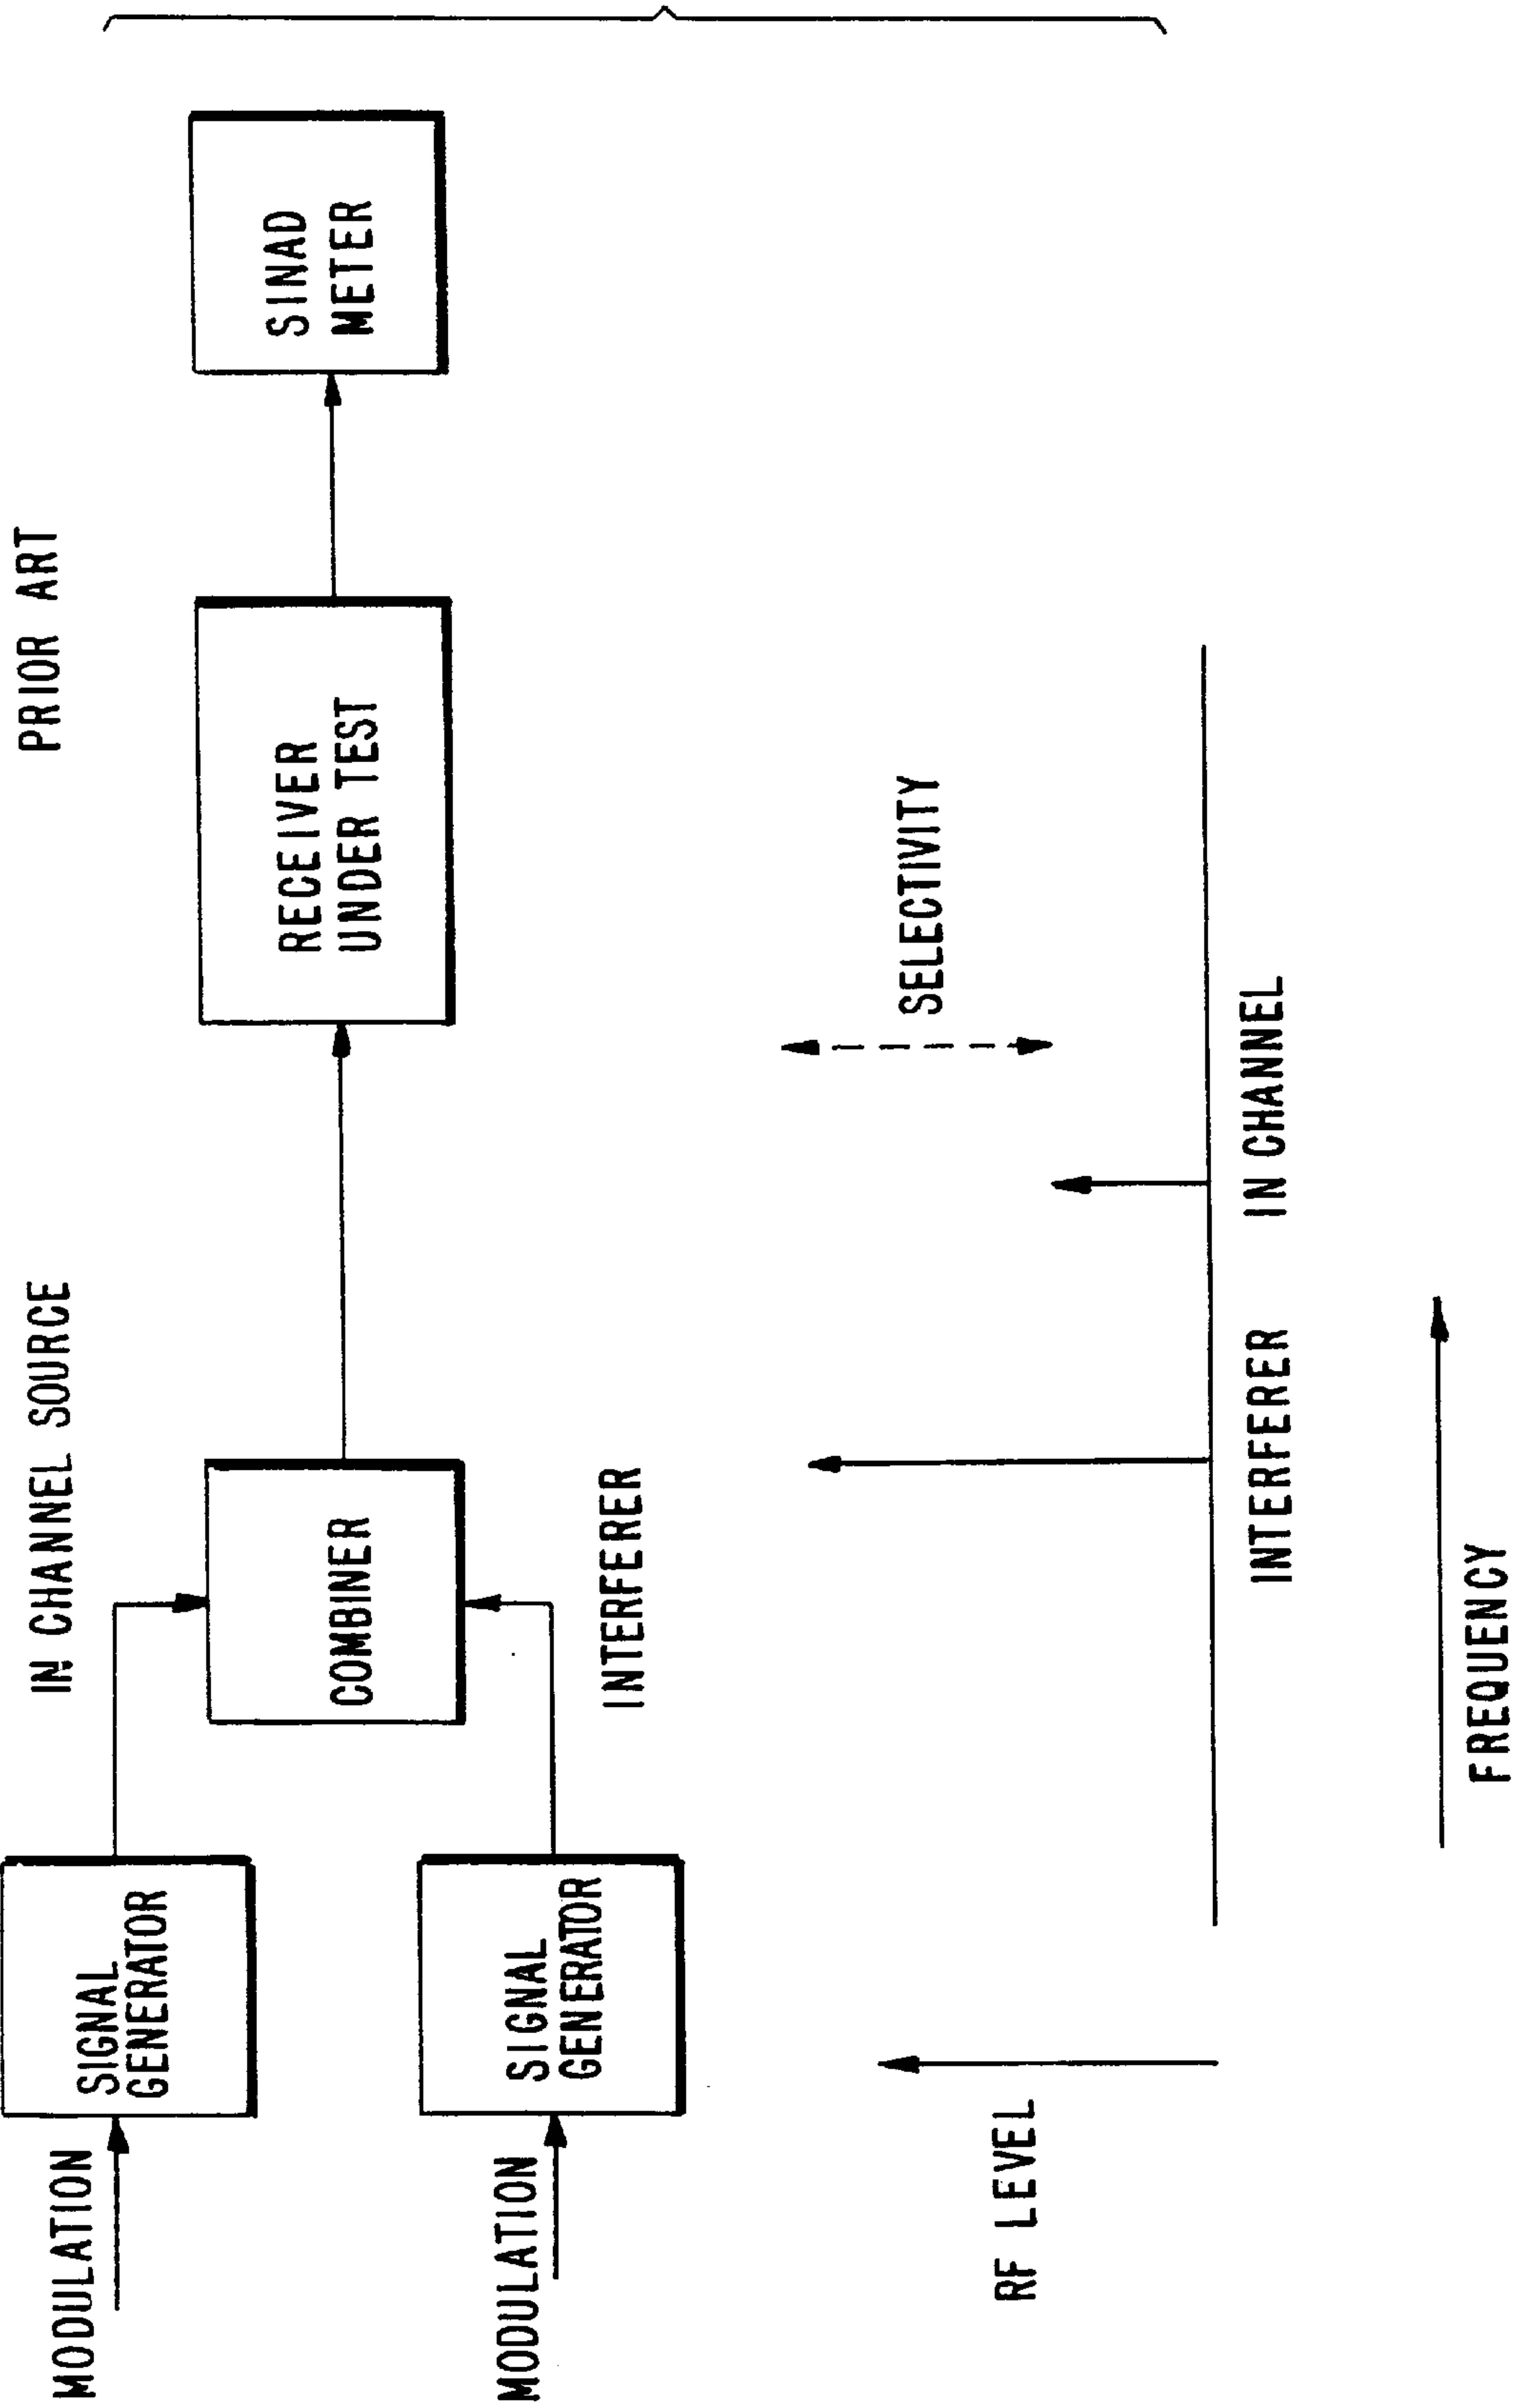 PRIOR ART
IN CHANNEL SOURCE
MODULATION
SIGNAL
GENERATOR
COMBINER
RECEIVER
UNDER TEST
SINAD
METER
MODULATION
SIGNAL
GENERATOR
INTERFERER
SELECTIVITY
RF LEVEL
INTERFERER
IN CHANNEL
FREQUENCY